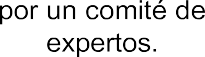 por un comité de
expertos.